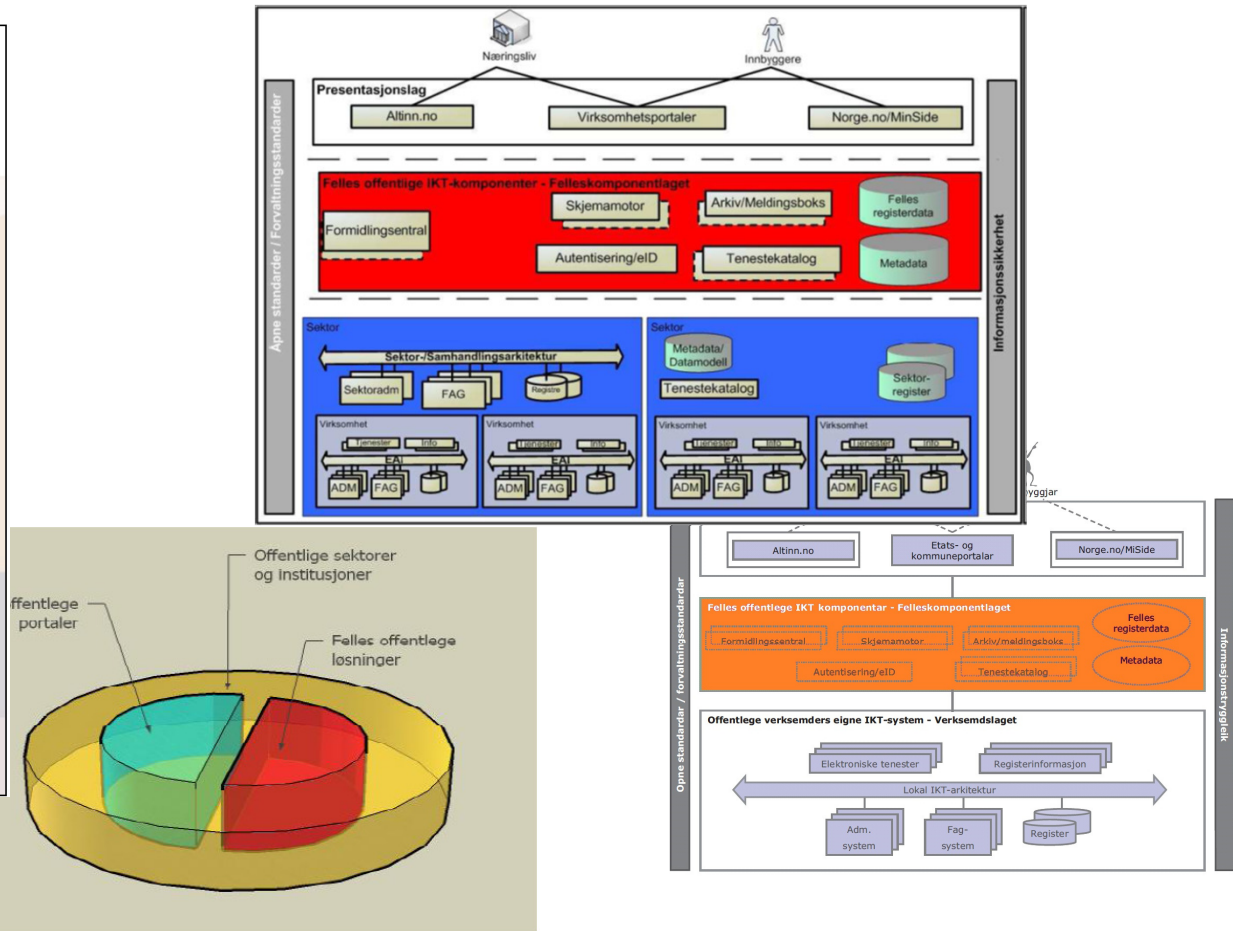 Næringsliv
Innbyggere
Åpne standarder / Forvaltningsstandarder
Informasjonssikkerhet
Presentasjonslag
Altinn.no
Virksomhetsportaler
Norge.no/MinSide
Felles offentlige IKT-komponenter - Felleskomponentlaget
Formidlingsentral
Skjemamotor
Arkiv/Meldingsboks
Felles
registerdata
Autentisering/eID
Tenestekatalog
Metadata
Sektor
Sektor-/Samhandlingsarkitektur
Sektoradm
FAG
Registre
Sektor
Metadata/
Datamodell
Tenestekatalog
Sektor-
register
Virksomhet
Tjenester
Info
EAI
ADM
FAG
Virksomhet
Tjenester
Info
EAI
ADM
FAG
Virksomhet
Tjenester
Info
EAI
ADM
FAG
Virksomhet
Tjenester
Info
EAI
ADM
FAG
Offentlige sektorer
og institusjoner
ffentlege
portaler
Felles offentlege
løsninger
yggjar
Opne standardar / forvaltningsstandardar
Informasjonstryggleik
Altinn.no
Etats- og
kommuneportalar
Norge.no/MiSide
Felles offentlege IKT komponentar - Felleskomponentlaget
Formidlingssentral
Skjemamotor
Arkiv/meldingsboks
Felles
registerdata
Autentisering/eID
Tenestekatalog
Metadata
Offentlege verksemders eigne IKT-system - Verksemdslaget
Elektroniske tenester
Registerinformasjon
Lokal IKT-arkitektur
Adm.
system
Fag-
system
Register